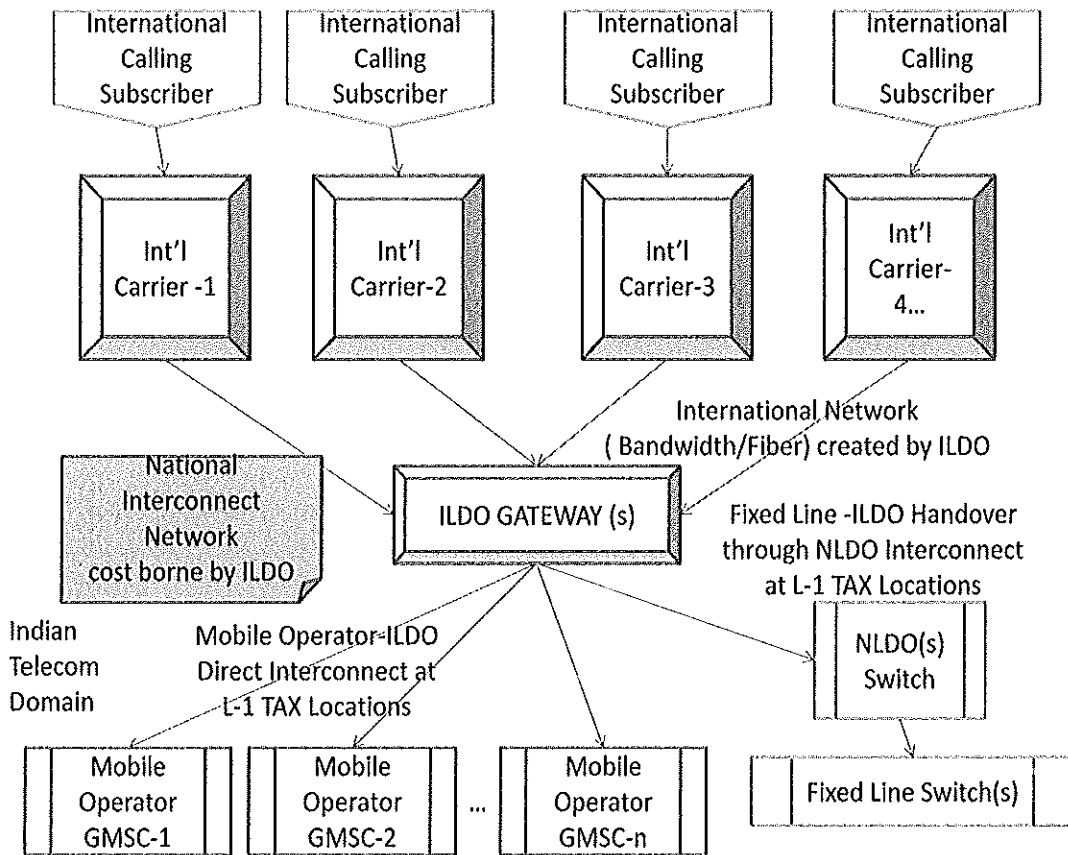 International
Calling
Subscriber
International
Calling
Subscriber
International
Calling
Subscriber
International
Calling
Subscriber
Int'l
Carrier -1
Int'l
Carrier-2
Int'l
Carrier-3
Int'l
Carrier-
4...
International Network
( Bandwidth/Fiber) created by ILDO
National
Interconnect
Network
cost borne by ILDO
ILDO GATEWAY (s)
Fixed Line -ILDO Handover
through NLDO Interconnect
at L-1 TAX Locations
Indian
Telecom
Domain
Mobile Operator-ILDO
Direct Interconnect at
L-1 TAX Locations
NLDO(s)
Switch
Mobile
Operator
GMSC-1
Mobile
Operator
GMSC-2
...
Mobile
Operator
GMSC-n
Fixed Line Switch(s)